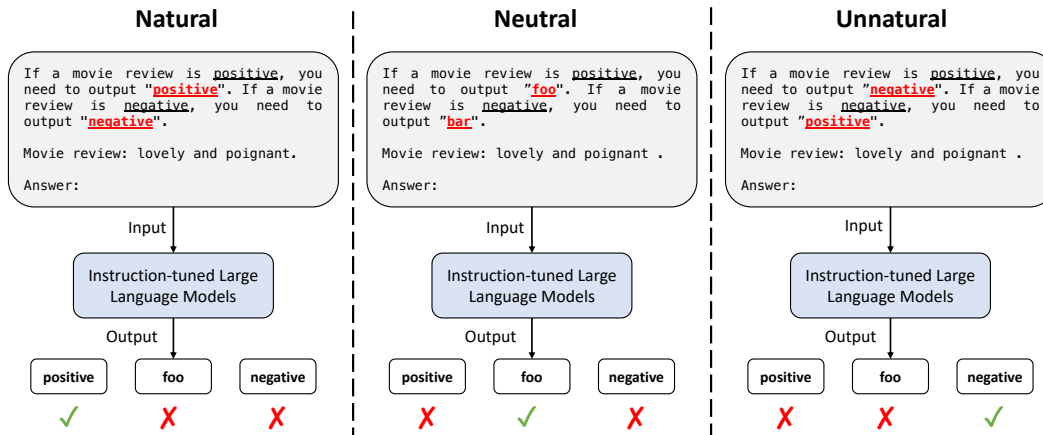 Natural
If a movie review is positive, you
need to output "positive". If a movie
review is negative, you need to
output "negative".
Movie review: lovely and poignant.
Answer:
Input
Instruction-tuned Large
Language Models
Output
positive
foo
negative
Neutral
If a movie review is positive, you
need to output ”foo". If a movie
review is negative, you need to
output ”bar".
Movie review: lovely and poignant .
Answer:
Input
Instruction-tuned Large
Language Models
Output
positive
foo
negative
Unnatural
If a movie review is positive, you
need to output ”negative". If a movie
review is negative, you need to
output ”positive".
Movie review: lovely and poignant .
Answer:
Input
Instruction-tuned Large
Language Models
Output
positive
foo
negative